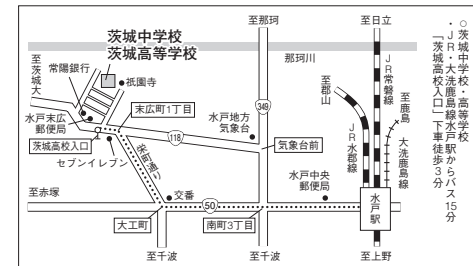 ○茨城中学校・高等学校
・JR・大洗鹿島線水戸駅からバス15分
「茨城高校入口」下車徒歩3分
至日立
至那珂
茨城中学校
茨城高等学校
常陽銀行
祇園寺
那珂川
至茨城大
至郡山
JR常磐線
至鹿島
大洗鹿島線
水戸末広
郵便局
末広町1丁目
349
水戸地方
気象台
118
JR水郡線
茨城高校入口
気象台前
セブンイレブン
栄町通り
水戸中央
郵便局
至赤塚
交番
50
水戸駅
大工町
南町3丁目
至千波
至千波
至上野